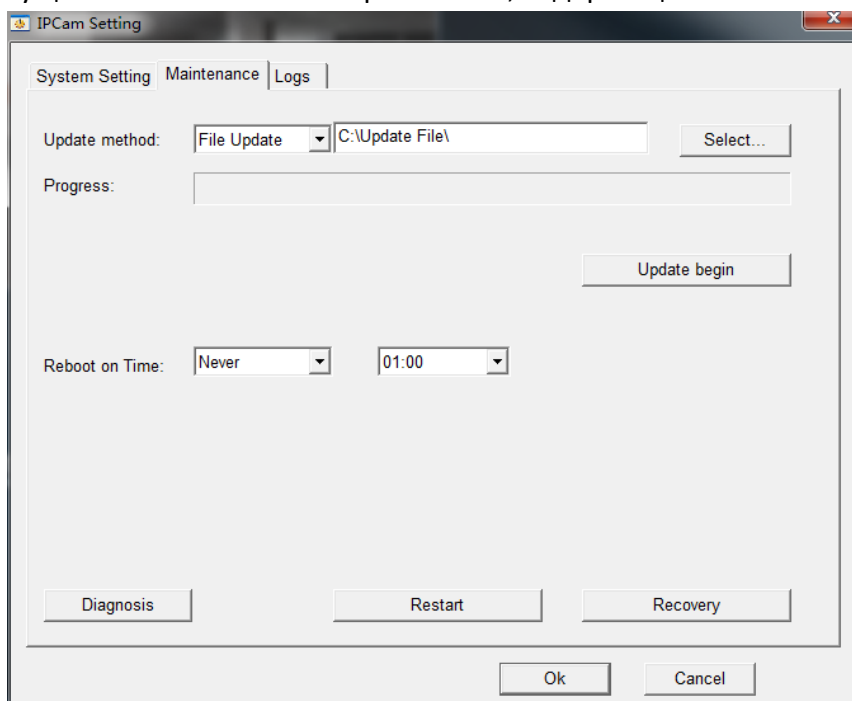 IPCam Setting
System Setting Maintenance Logs
Update method: File Update C:\Update File\ Select...
Progress:
Update begin
Reboot on Time: Never 01:00
Diagnosis Restart Recovery
Ok Cancel